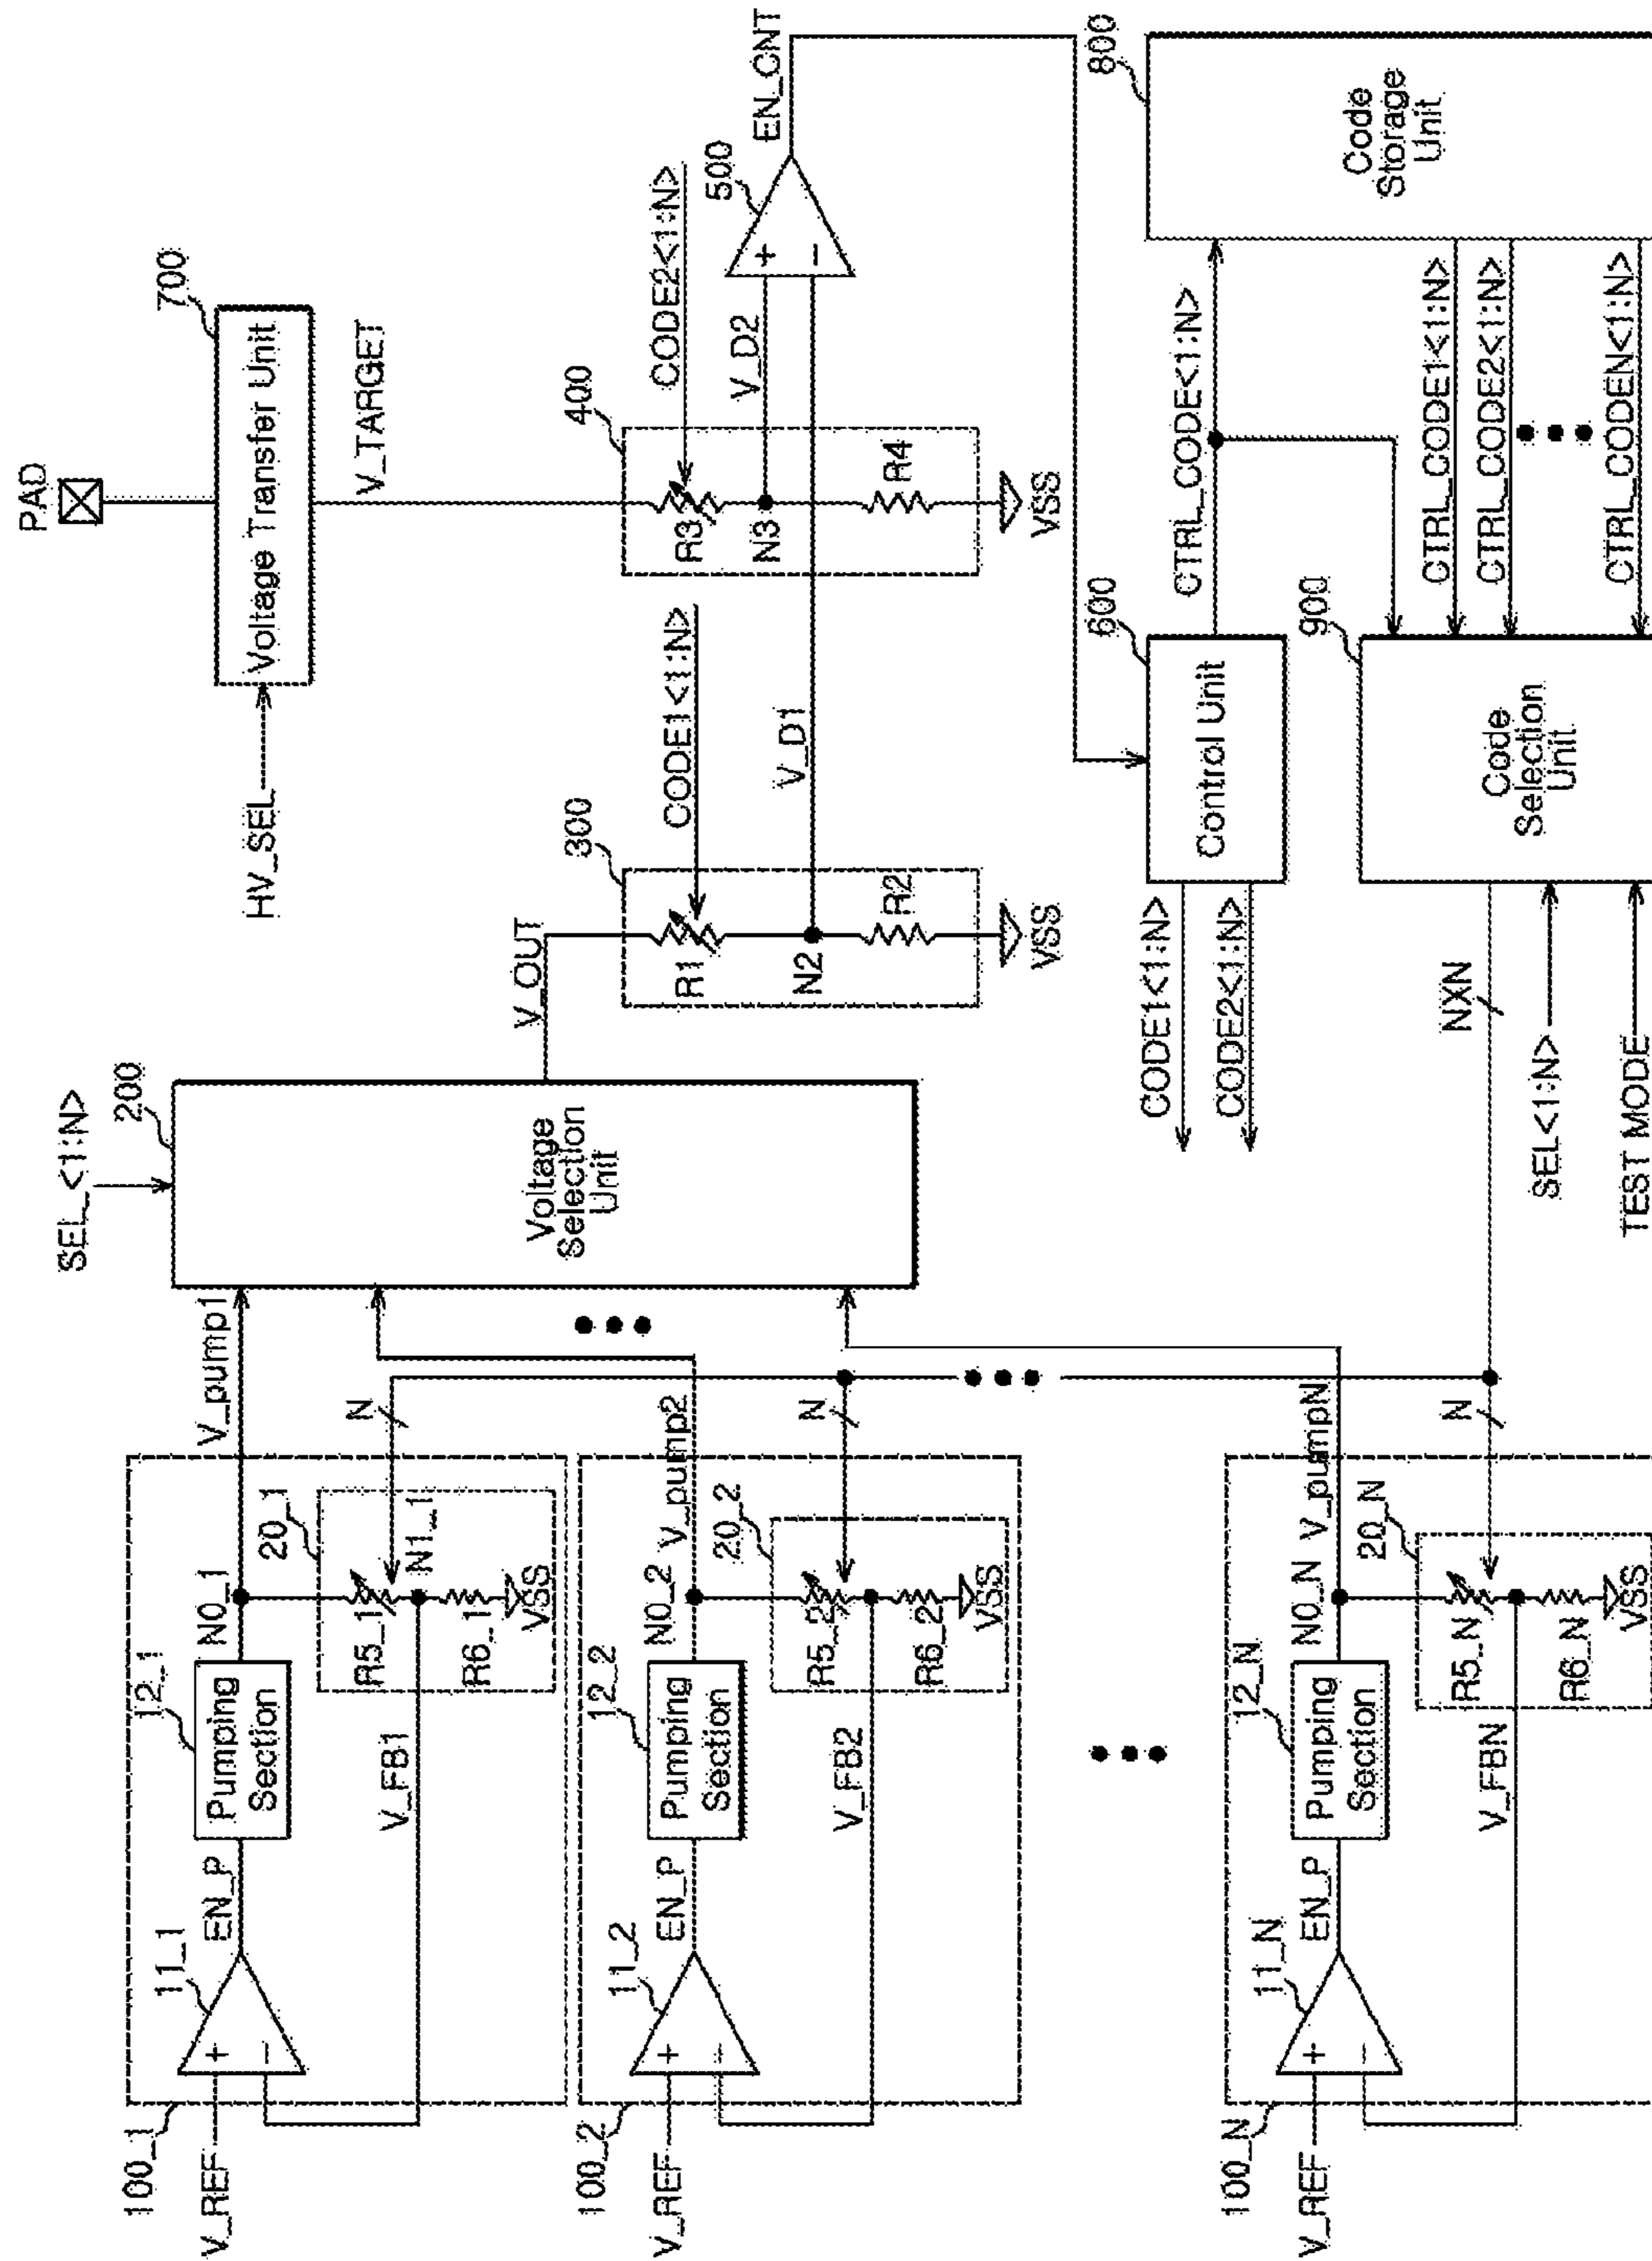 100_1
V_REF
11_1
EN_P
12_1
Pumping
Section
N0_1
V_pump1
20_1
R5_1
N1_1
R6_1
VSS
V_FB1
N
100_2
V_REF
11_2
EN_P
12_2
Pumping
Section
N0_2
V_pump2
20_2
R5_2
R6_2
VSS
V_FB2
N
100_N
V_REF
11_N
EN_P
12_N
Pumping
Section
N0_N
V_pumpN
20_N
R5_N
R6_N
VSS
V_FBN
N
SEL_<1:N>
200
Voltage
Selection
Unit
V_OUT
300
R1
CODE1<1:N>
N2
R2
VSS
V_D1
HV_SEL
PAD
700
Voltage Transfer Unit
V_TARGET
400
R3
CODE2<1:N>
N3
R4
VSS
V_D2
500
+
−
EN_CNT
CODE1<1:N>
CODE2<1:N>
600
Control Unit
CTRL_CODE<1:N>
800
Code
Storage
Unit
NXN
SEL<1:N>
TEST MODE
900
Code
Selection
Unit
CTRL_CODE1<1:N>
CTRL_CODE2<1:N>
CTRL_CODEN<1:N>